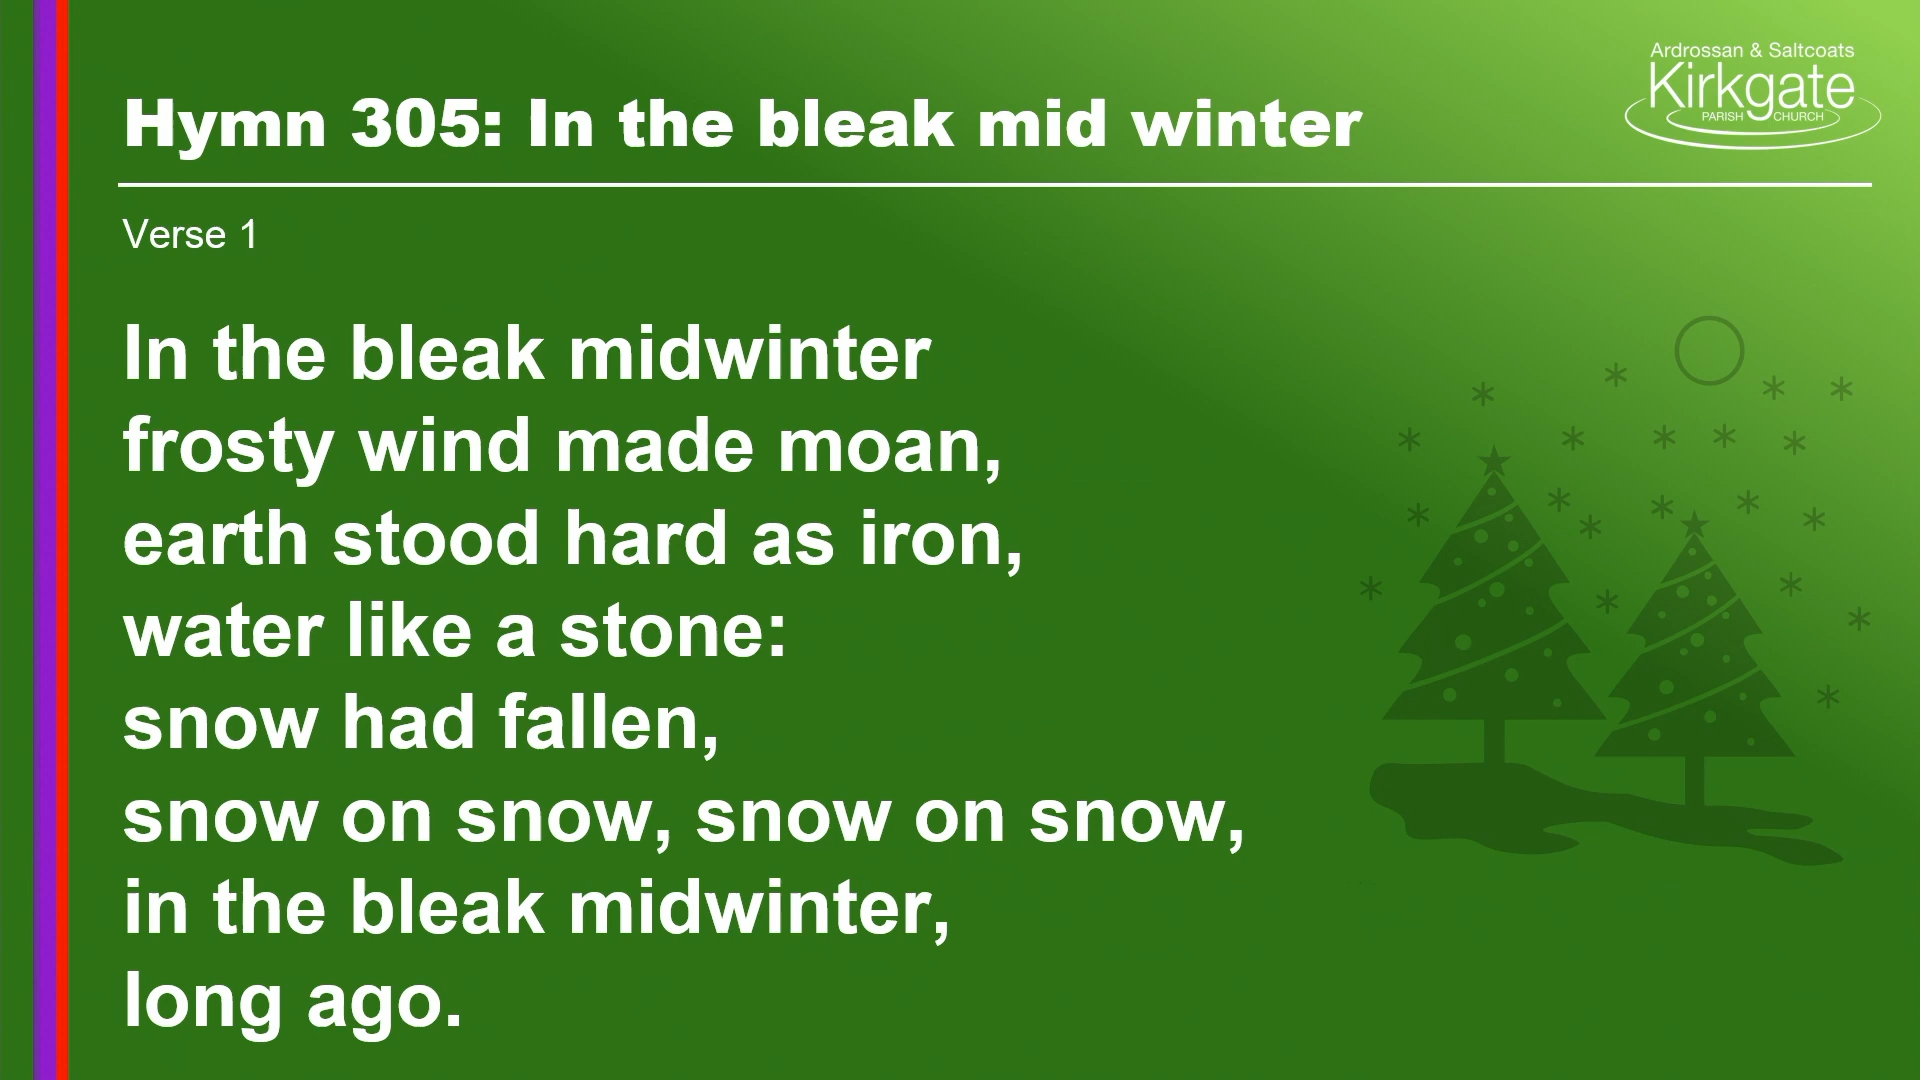 Ardrossan & Saltcoats
Kirkgate
PARISH CHURCH
Hymn 305: In the bleak mid winter
Verse 1
In the bleak midwinter
frosty wind made moan,
earth stood hard as iron,
water like a stone:
snow had fallen,
snow on snow, snow on snow,
in the bleak midwinter,
long ago.